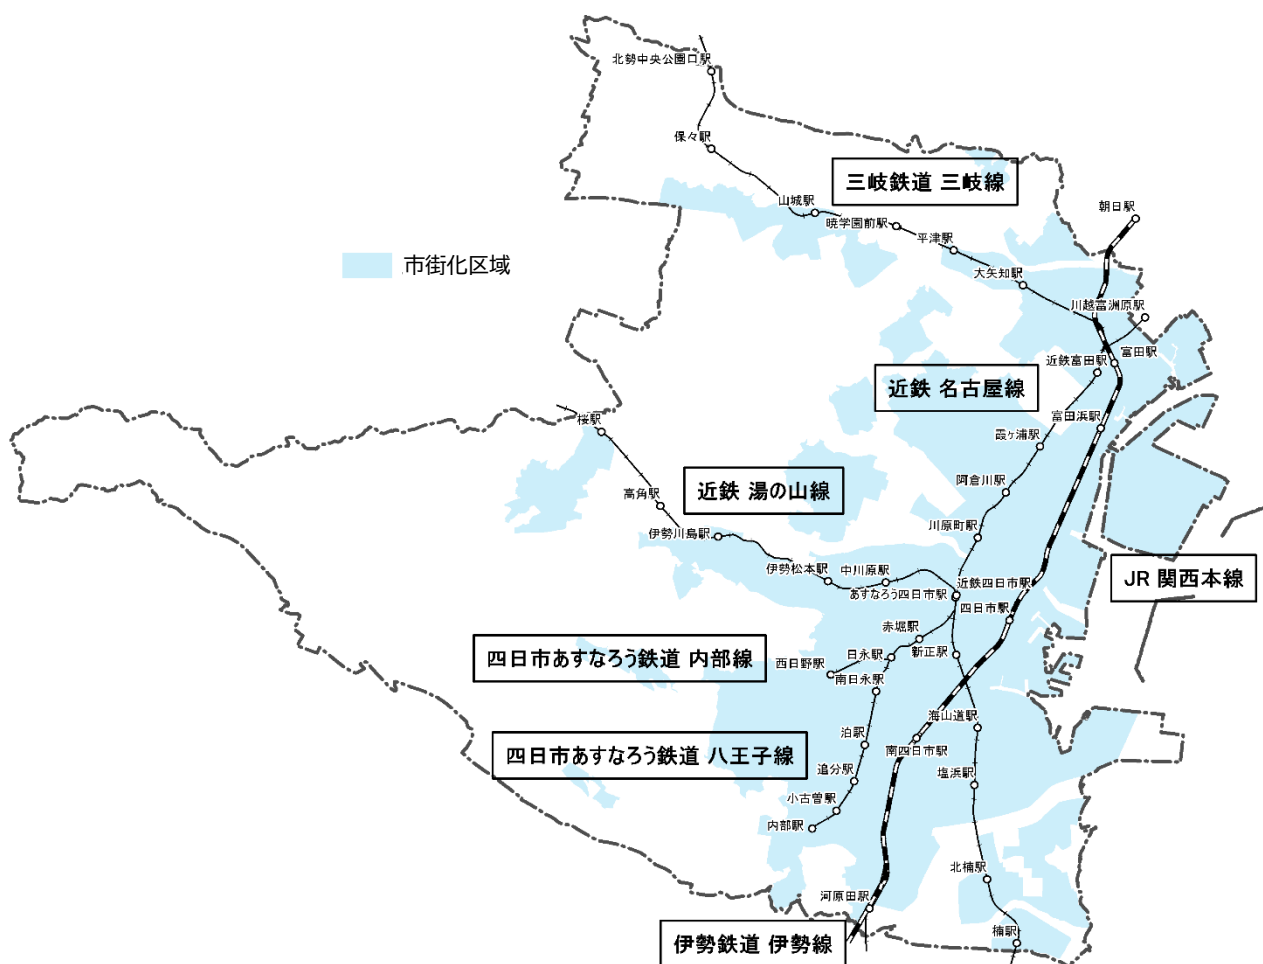 北勢中央公園口駅
保々駅
三岐鉄道 三岐線
山城駅
暁学園前駅
朝日駅
平津駅
市街化区域
大矢知駅
川越富洲原駅
富田駅
近鉄富田駅
近鉄 名古屋線
富田浜駅
桜駅
霞ヶ浦駅
近鉄 湯の山線
阿倉川駅
高角駅
川原町駅
伊勢川島駅
伊勢松本駅
中川原駅
JR 関西本線
近鉄四日市駅
あすなろう四日市駅
四日市駅
赤堀駅
四日市あすなろう鉄道 内部線
日永駅
新正駅
西日野駅
南日永駅
海山道駅
泊駅
四日市あすなろう鉄道 八王子線
南四日市駅
追分駅
塩浜駅
小古曽駅
内部駅
北楠駅
河原田駅
楠駅
伊勢鉄道 伊勢線